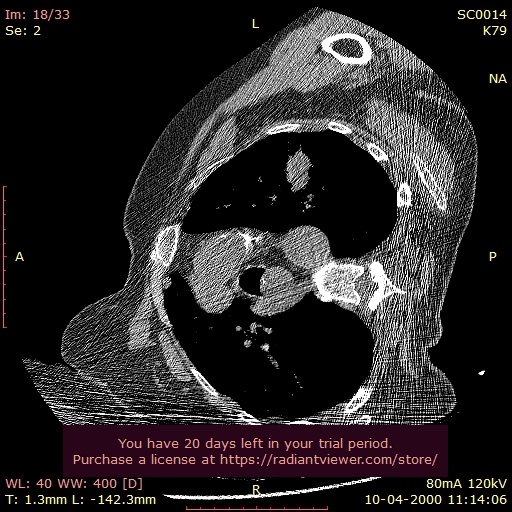 Im: 18/33
Se: 2
L
SC0014
K79
NA
A
P
You have 20 days left in your trial period.
Purchase a license at https://radiantviewer.com/store/
WL: 40 WW: 400 [D]
T: 1.3mm L: -142.3mm
R
80mA 120kV
10-04-2000 11:14:06